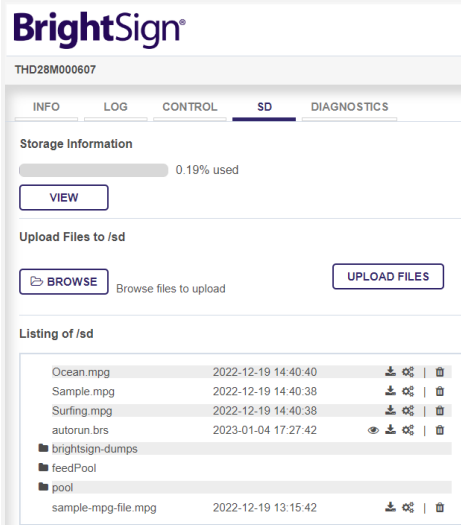 BrightSign®
THD28M000607
INFO LOG CONTROL SD DIAGNOSTICS
Storage Information
0.19% used
VIEW
Upload Files to /sd
BROWSE Browse files to upload UPLOAD FILES
Listing of /sd
Ocean.mpg 2022-12-19 14:40:40 |
Sample.mpg 2022-12-19 14:40:38 |
Surfing.mpg 2022-12-19 14:40:38 |
autorun.brs 2023-01-04 17:27:42 |
brightsign-dumps
feedPool
pool
sample-mpg-file.mpg 2022-12-19 13:15:42 |